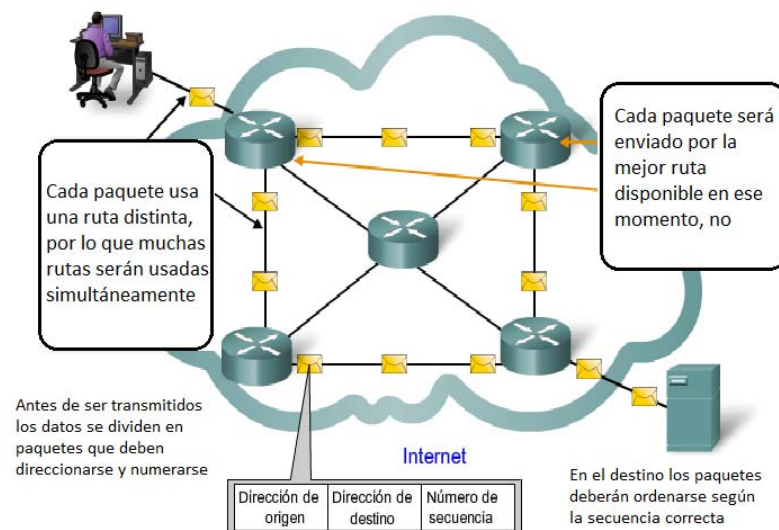 Cada paquete usa
una ruta distinta,
por lo que muchas
rutas serán usadas
simultáneamente
Cada paquete será
enviado por la
mejor ruta
disponible en ese
momento, no
Antes de ser transmitidos
los datos se dividen en
paquetes que deben
direccionarse y numerarse
Internet
Dirección de
origen
Dirección de
destino
Número de
secuencia
En el destino los paquetes
deberán ordenarse según
la secuencia correcta